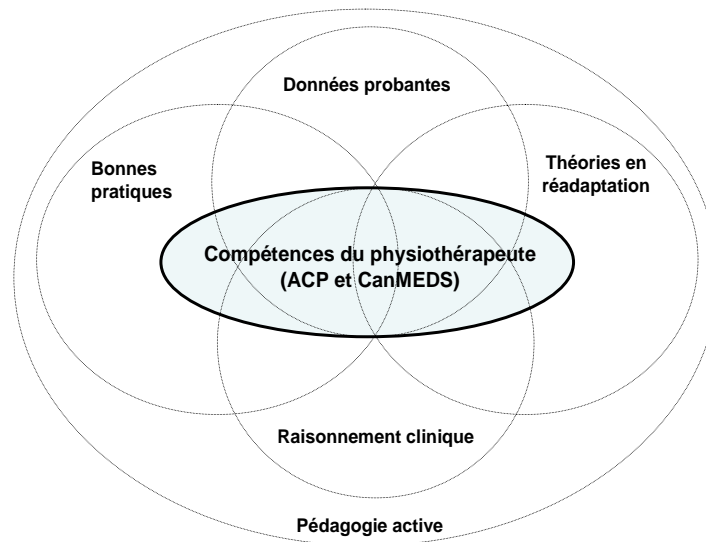 Données probantes
Bonnes
pratiques
Théories en
réadaptation
Compétences du physiothérapeute
(ACP et CanMEDS)
Raisonnement clinique
Pédagogie active